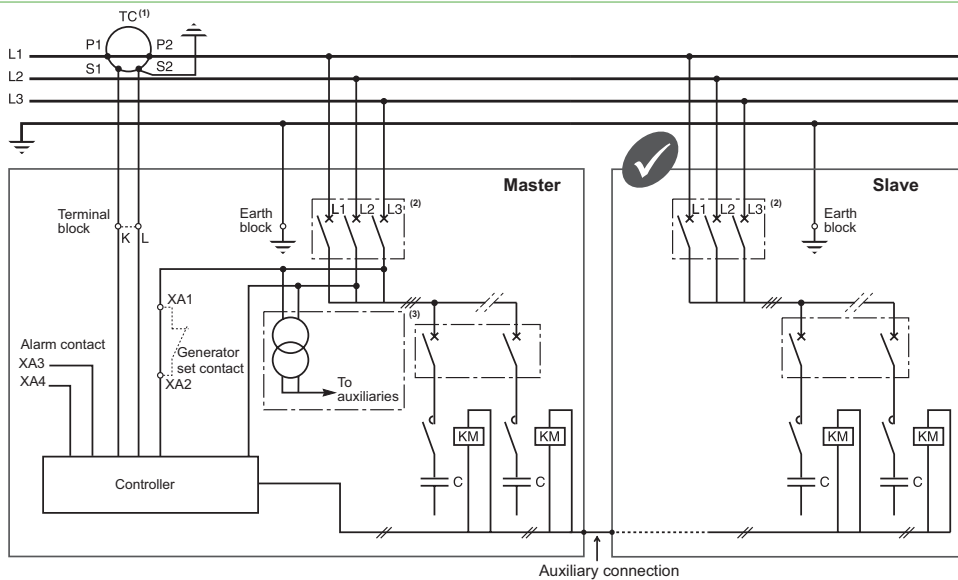 TC(1)
P1 P2
L1
S1 S2
L2
L3
Master
Slave
L1 L2 L3 (2)
L1 L2 L3 (2)
Terminal
block
K L
Earth
block
Earth
block
XA1
(3)
Generator
set contact
Alarm contact
XA3
XA4
XA2
To
auxiliaries
KM KM
KM KM
C C
C C
Controller
Auxiliary connection